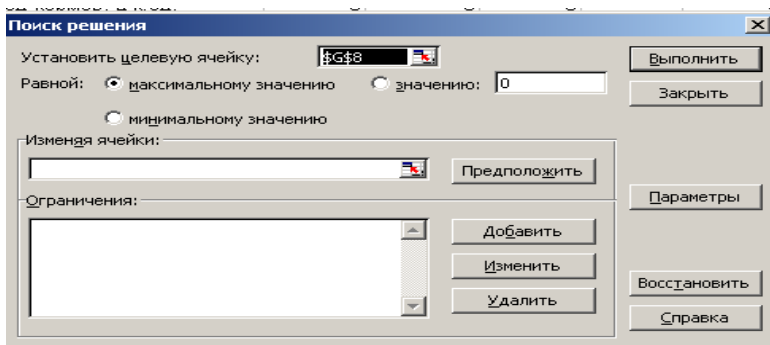 Поиск решения
Установить целевую ячейку: $G$8
Выполнить
Равной: максимальному значению значению: 0
Закрыть
минимальному значению
Изменяя ячейки:
Предположить
Параметры
Ограничения:
Добавить
Изменить
Удалить
Восстановить
Справка